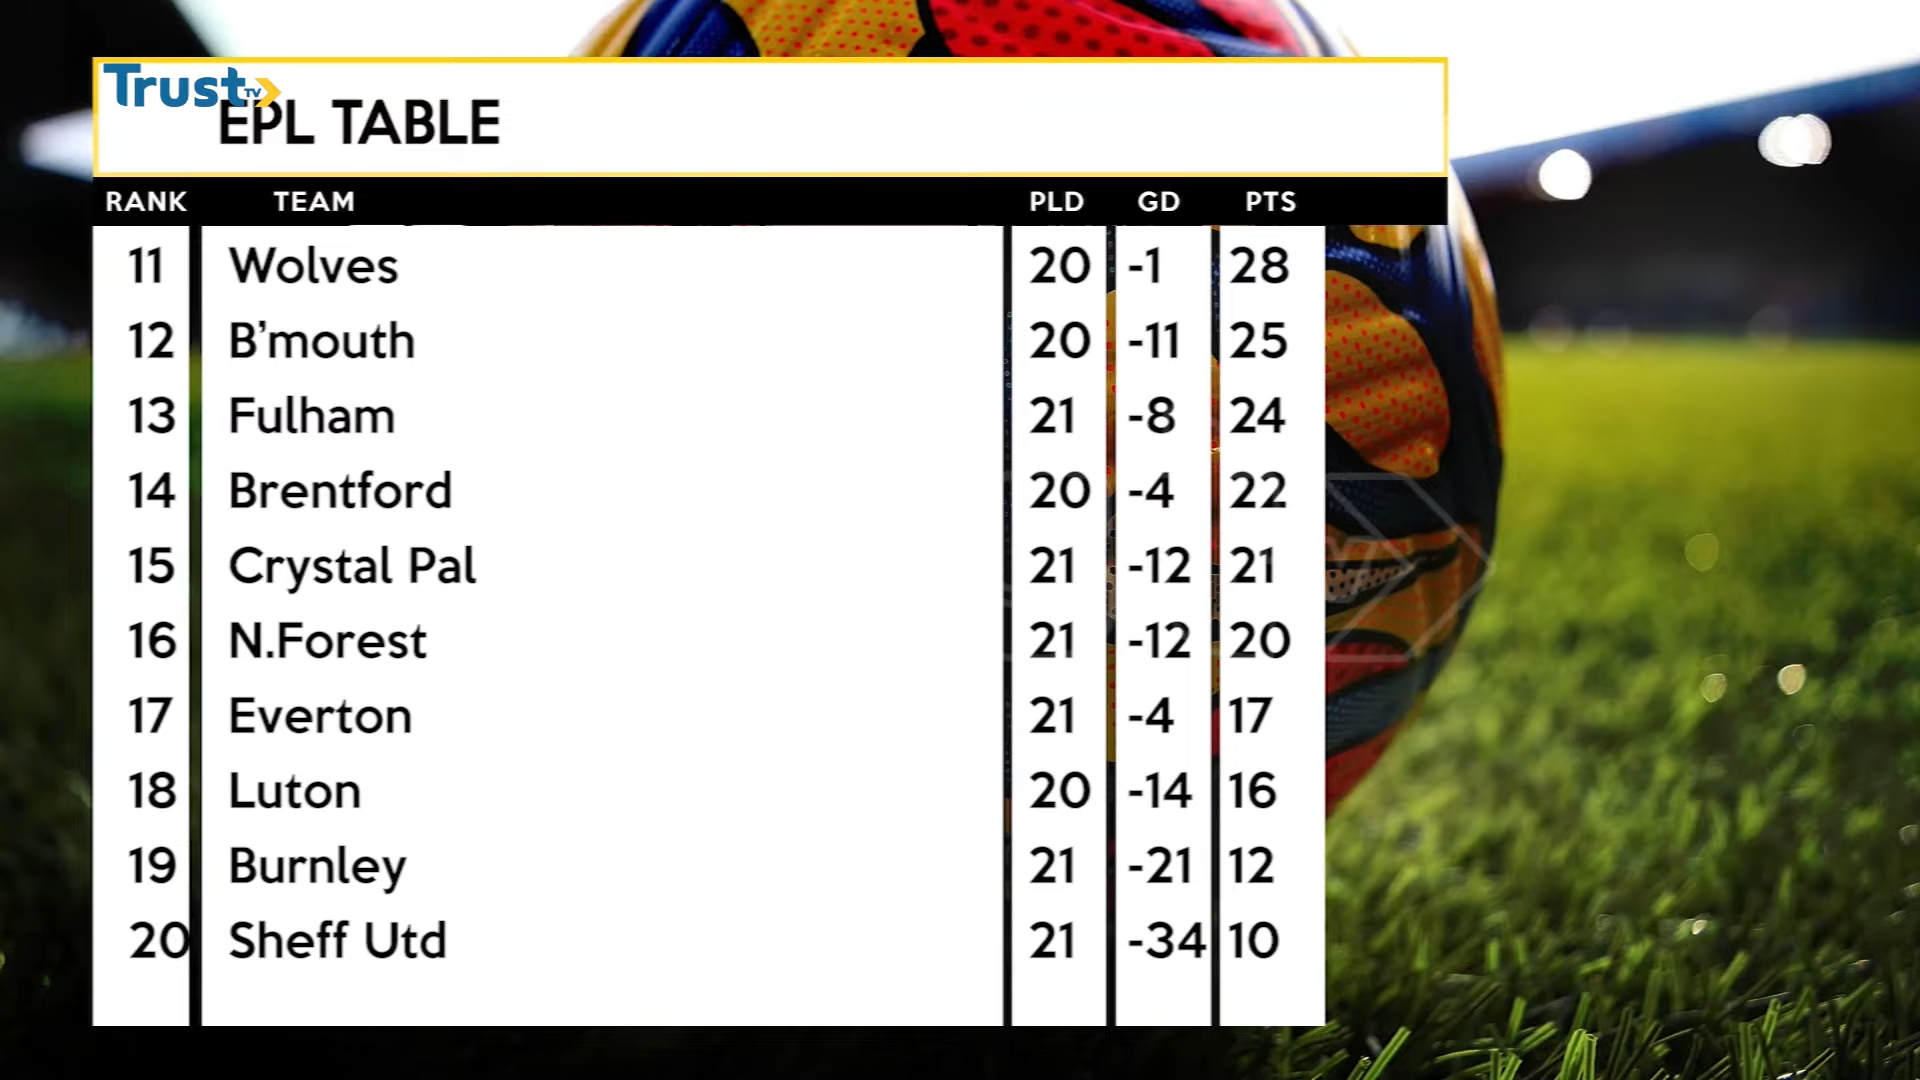 Trust TV
EPL TABLE
RANK TEAM PLD GD PTS
11 Wolves 20 -1 28
12 B’mouth 20 -11 25
13 Fulham 21 -8 24
14 Brentford 20 -4 22
15 Crystal Pal 21 -12 21
16 N.Forest 21 -12 20
17 Everton 21 -4 17
18 Luton 20 -14 16
19 Burnley 21 -21 12
20 Sheff Utd 21 -34 10